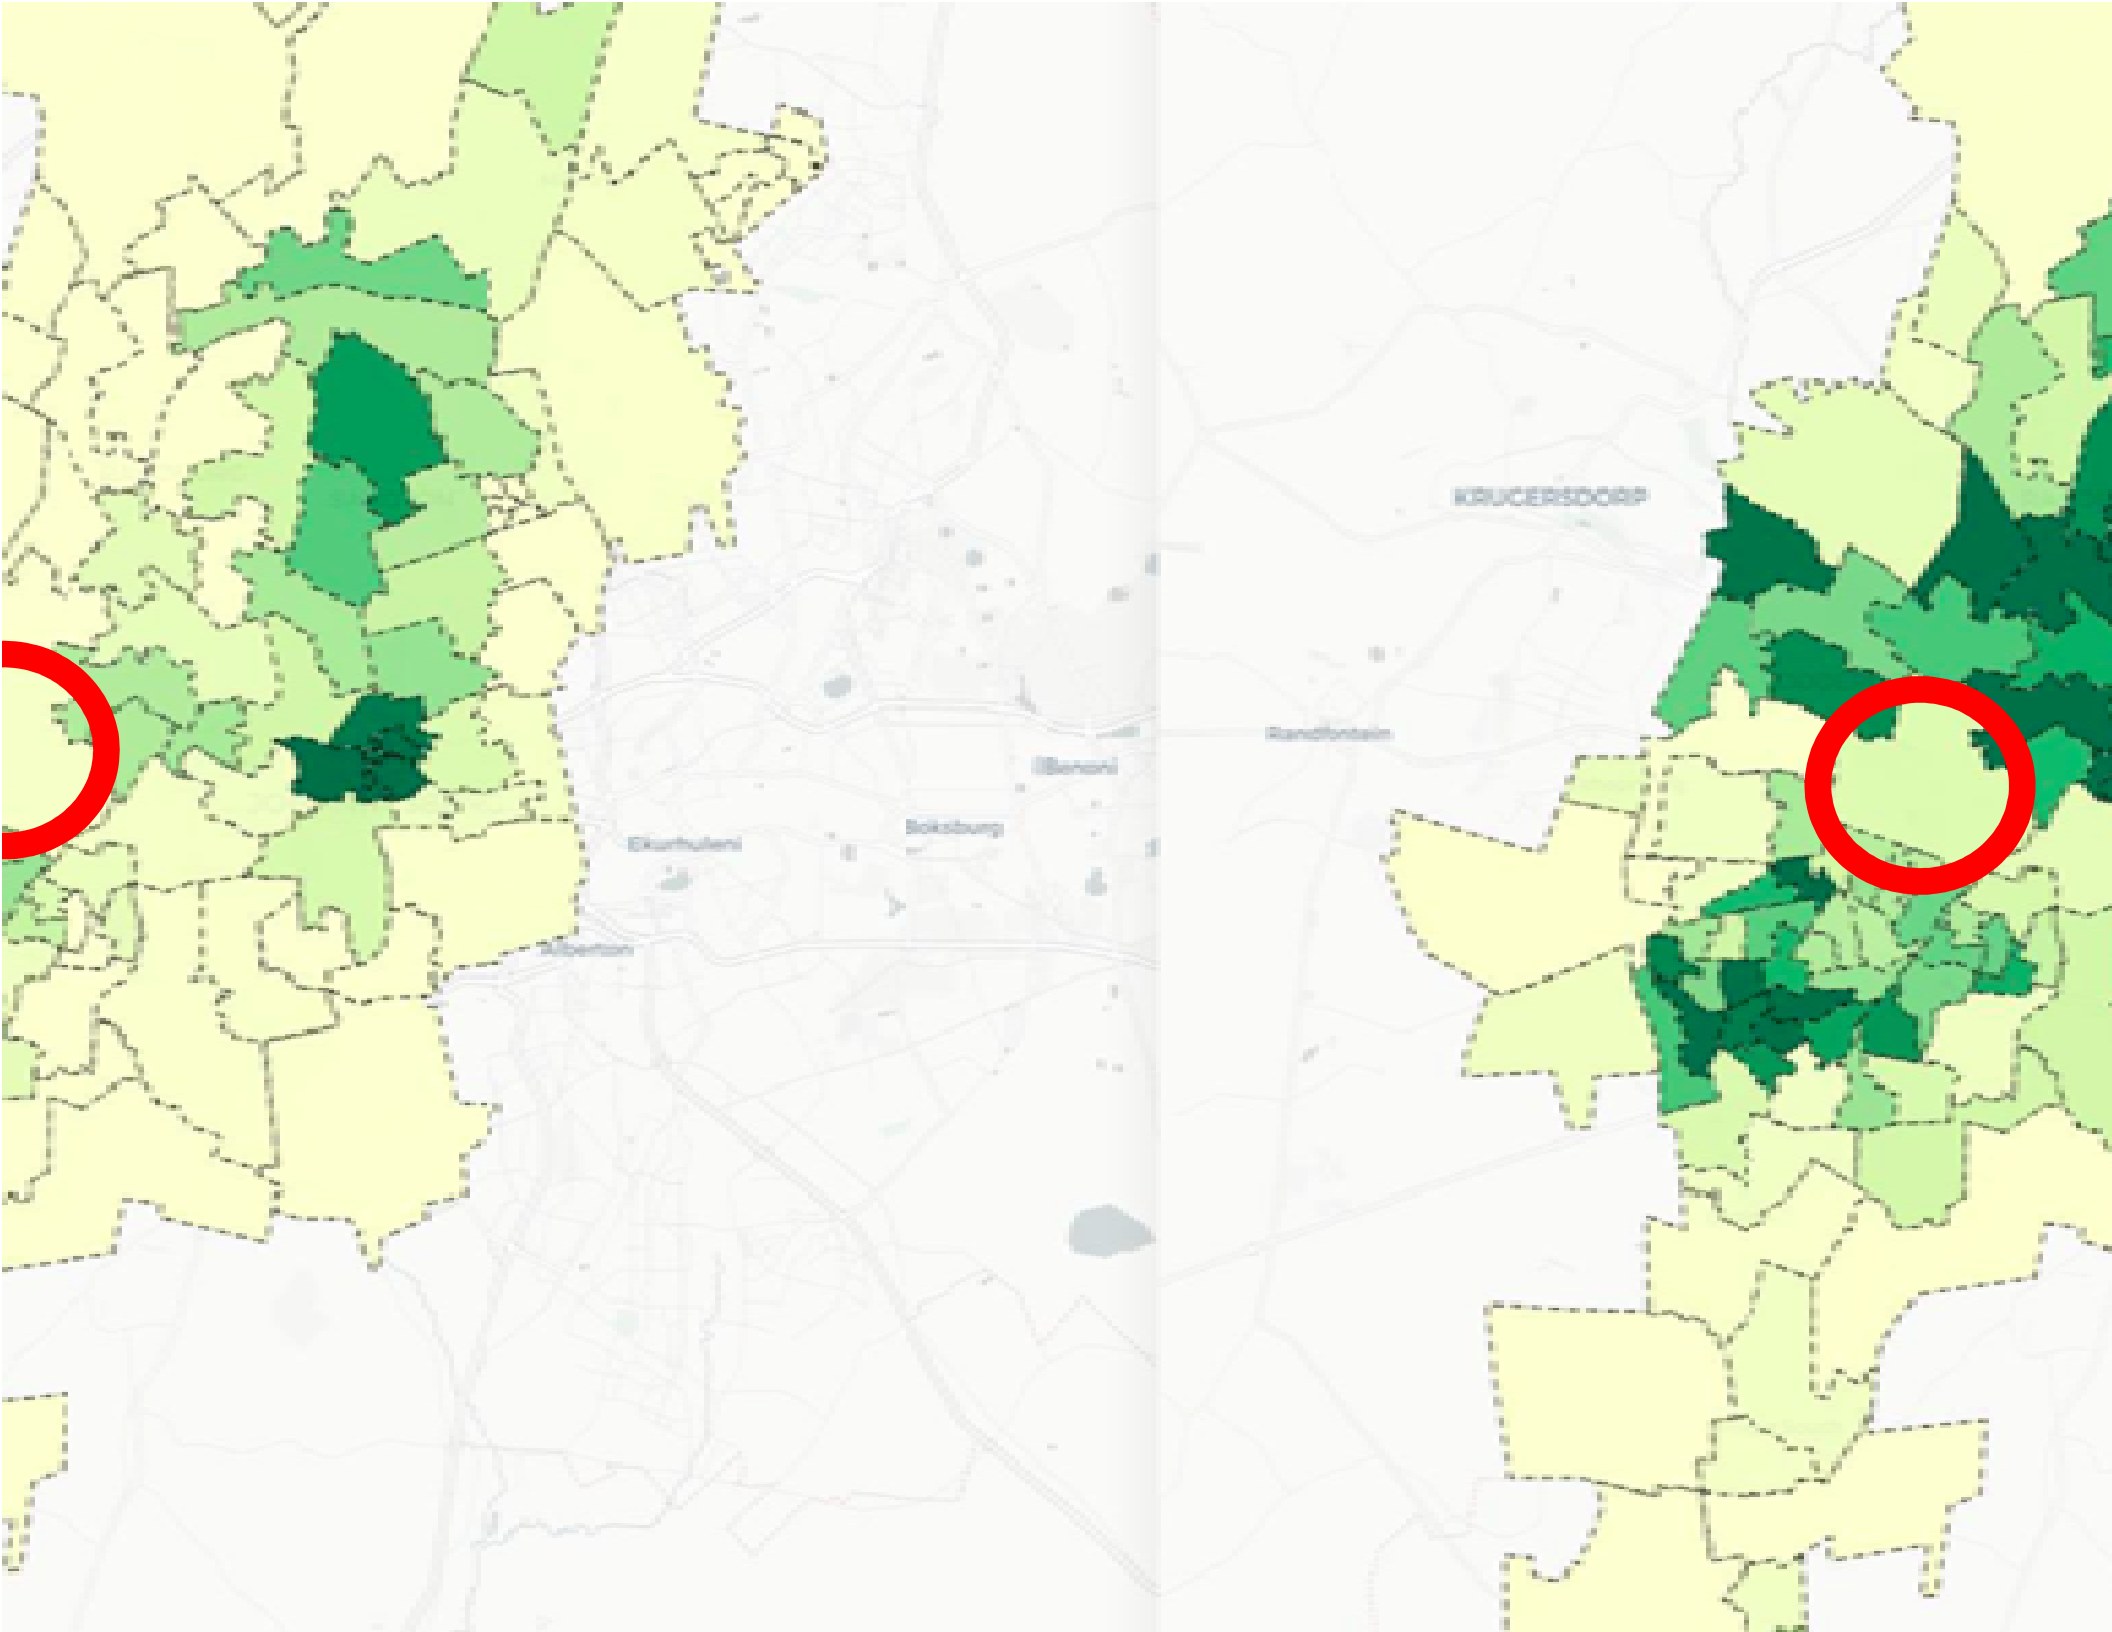 KRUGERSDORP
Randfontein
Benoni
Boksburg
Ekurhuleni
Alberton